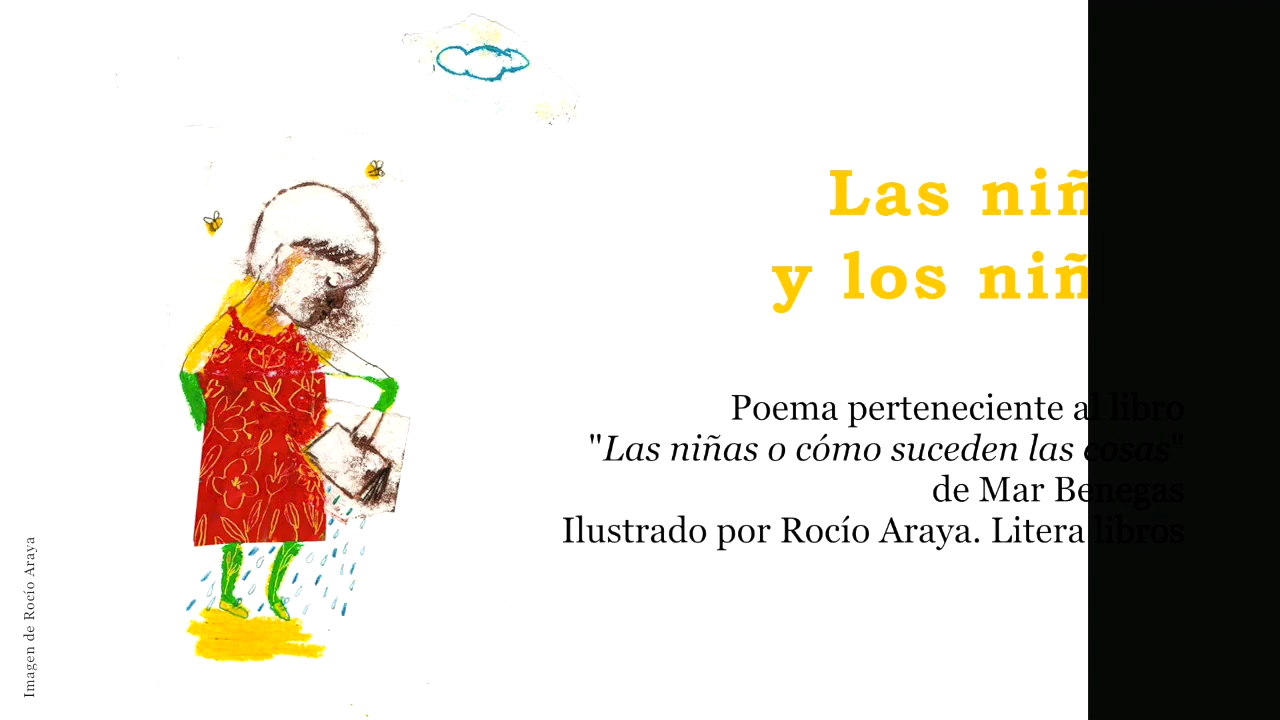 Las niñ
y los niñ
Poema perteneciente al libro
"Las niñas o cómo suceden las cosas"
de Mar Benegas
Ilustrado por Rocío Araya. Litera libros
Imagen de Rocío Araya